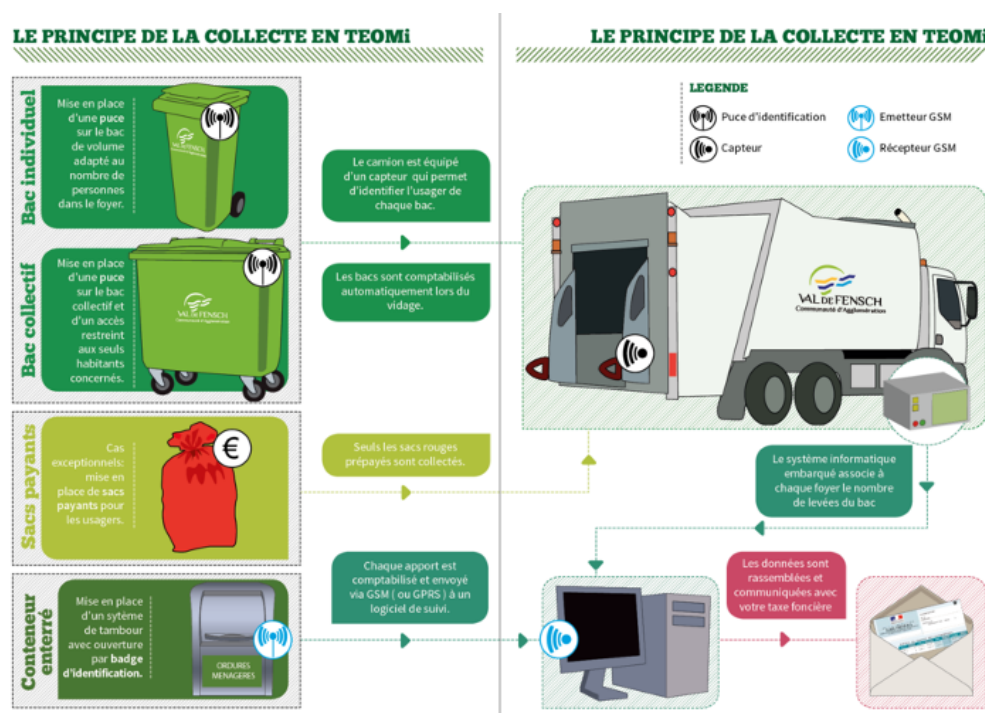 LE PRINCIPE DE LA COLLECTE EN TEOMi
Bac individuel
Mise en place
d'une puce
sur le bac
de volume
adapté au
nombre de
personnes
dans le foyer.
VAL DE FENSCH
Bac collectif
Mise en place
d'une puce
sur le bac
collectif et
d'un accès
restreint
aux seuls
habitants
concernés.
VAL DE FENSCH
Communauté d'Agglomération
Le camion est équipé
d'un capteur qui permet
d'identifier l'usager de
chaque bac.
Les bacs sont comptabilisés
automatiquement lors du
vidage.
Sacs payants
Cas
exceptionnels:
mise en
place de sacs
payants pour
les usagers.
€
Seuls les sacs rouges
prépayés sont collectés.
Conteneur
enterré
Mise en place
d'un sytème
de tambour
avec ouverture
par badge
d'identification.
ORDURES
MENAGERES
Chaque apport est
comptabilisé et envoyé
via GSM ( ou GPRS ) à un
logiciel de suivi.
LE PRINCIPE DE LA COLLECTE EN TEOMi
LEGENDE
Puce d'identification
Emetteur GSM
Capteur
Récepteur GSM
VAL DE FENSCH
Communauté d'Agglomération
Le système informatique
embarqué associe à
chaque foyer le nombre
de levées du bac
Les données sont
rassemblées et
communiquées avec
votre taxe foncière